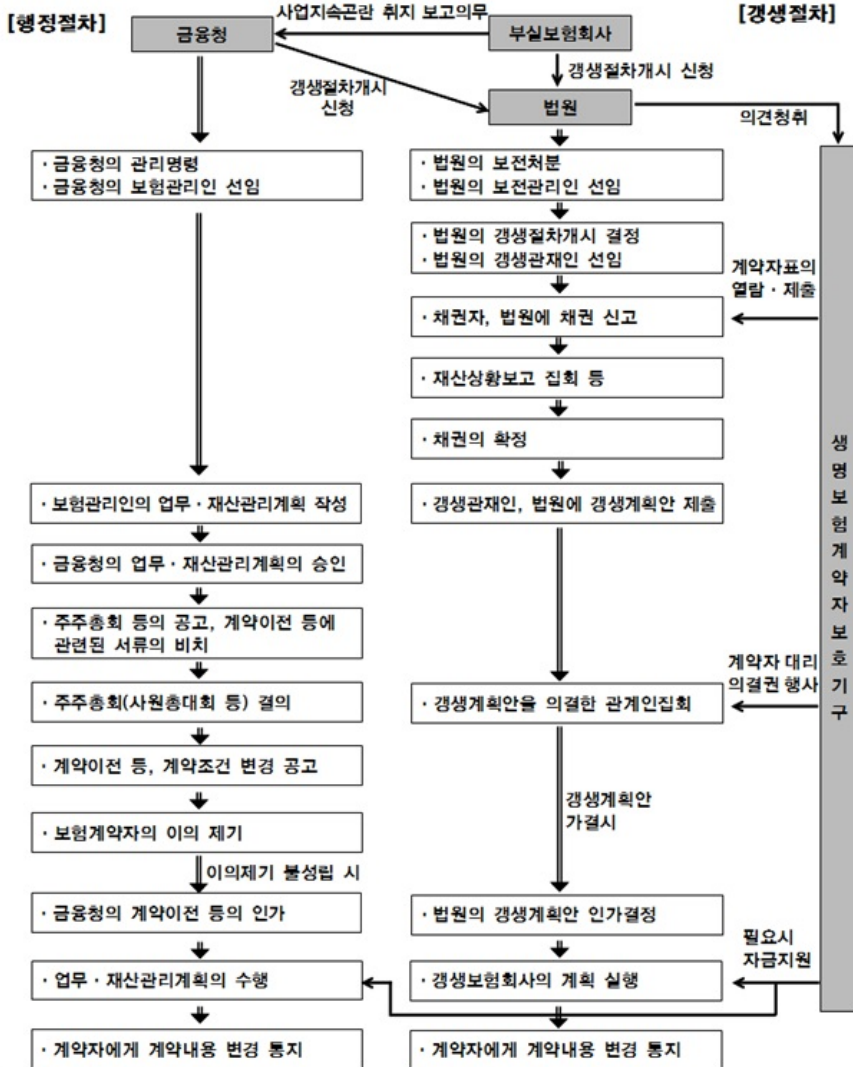 [행정절차]
사업지속곤란 취지 보고의무
[갱생절차]
금융청
부실보험회사
갱생절차개시
신청
갱생절차개시 신청
법원
의견청취
· 금융청의 관리명령
· 금융청의 보험관리인 선임
· 법원의 보전처분
· 법원의 보전관리인 선임
· 법원의 갱생절차개시 결정
· 법원의 갱생관재인 선임
계약자표의
열람 · 제출
· 채권자, 법원에 채권 신고
· 재산상황보고 집회 등
· 채권의 확정
생명보험계약자보호기구
· 보험관리인의 업무 · 재산관리계획 작성
· 갱생관재인, 법원에 갱생계획안 제출
· 금융청의 업무 · 재산관리계획의 승인
· 주주총회 등의 공고, 계약이전 등에
관련된 서류의 비치
· 주주총회(사원총대회 등) 결의
· 갱생계획안을 의결한 관계인집회
계약자 대리
의결권 행사
· 계약이전 등, 계약조건 변경 공고
갱생계획안
가결시
· 보험계약자의 이의 제기
이의제기 불성립 시
· 금융청의 계약이전 등의 인가
· 법원의 갱생계획안 인가결정
필요시
자금지원
· 업무 · 재산관리계획의 수행
· 갱생보험회사의 계획 실행
· 계약자에게 계약내용 변경 통지
· 계약자에게 계약내용 변경 통지